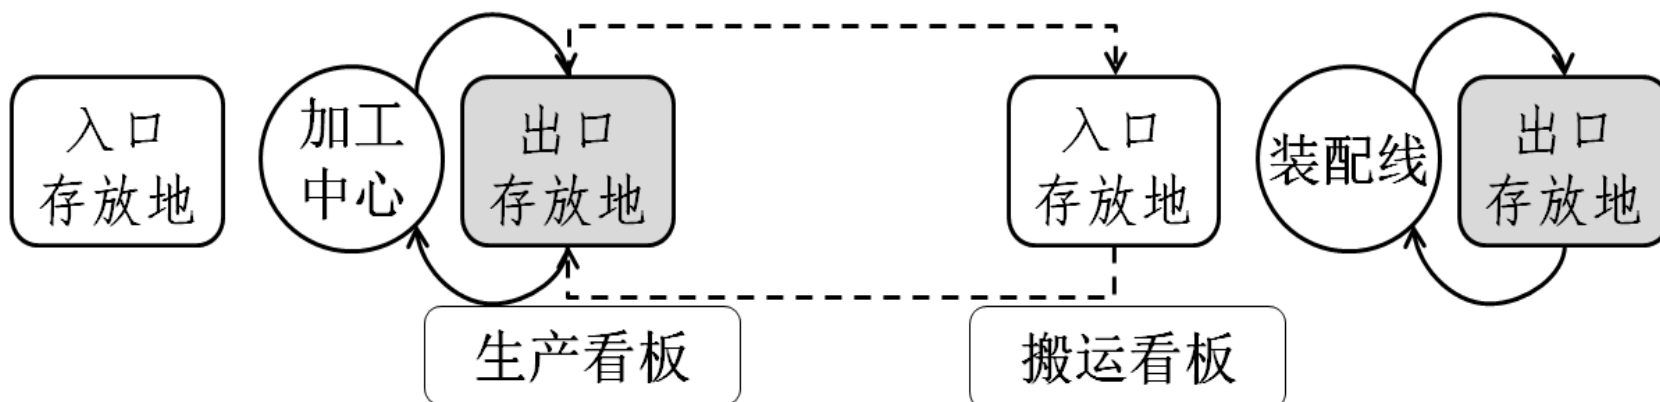 入口
存放地
加工
中心
出口
存放地
入口
存放地
装配线
出口
存放地
生产看板
搬运看板